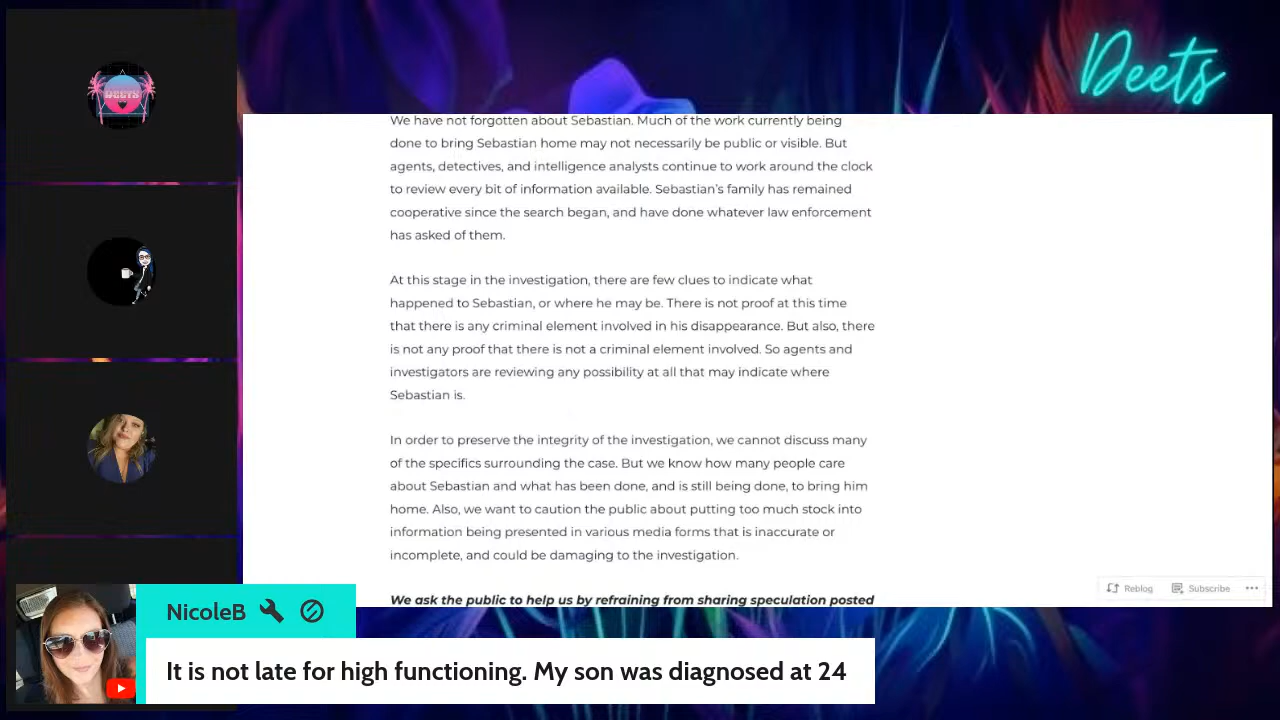 Deets
DEETS
We have not forgotten about Sebastian. Much of the work currently being
done to bring Sebastian home may not necessarily be public or visible. But
agents, detectives, and intelligence analysts continue to work around the clock
to review every bit of information available. Sebastian's family has remained
cooperative since the search began, and have done whatever law enforcement
has asked of them.
At this stage in the investigation, there are few clues to indicate what
happened to Sebastian, or where he may be. There is not proof at this time
that there is any criminal element involved in his disappearance. But also, there
is not any proof that there is not a criminal element involved. So agents and
investigators are reviewing any possibility at all that may indicate where
Sebastian is.
In order to preserve the integrity of the investigation, we cannot discuss many
of the specifics surrounding the case. But we know how many people care
about Sebastian and what has been done, and is still being done, to bring him
home. Also, we want to caution the public about putting too much stock into
information being presented in various media forms that is inaccurate or
incomplete, and could be damaging to the investigation.
We ask the public to help us by refraining from sharing speculation posted
Reblog Subscribe
NicoleB
It is not late for high functioning. My son was diagnosed at 24